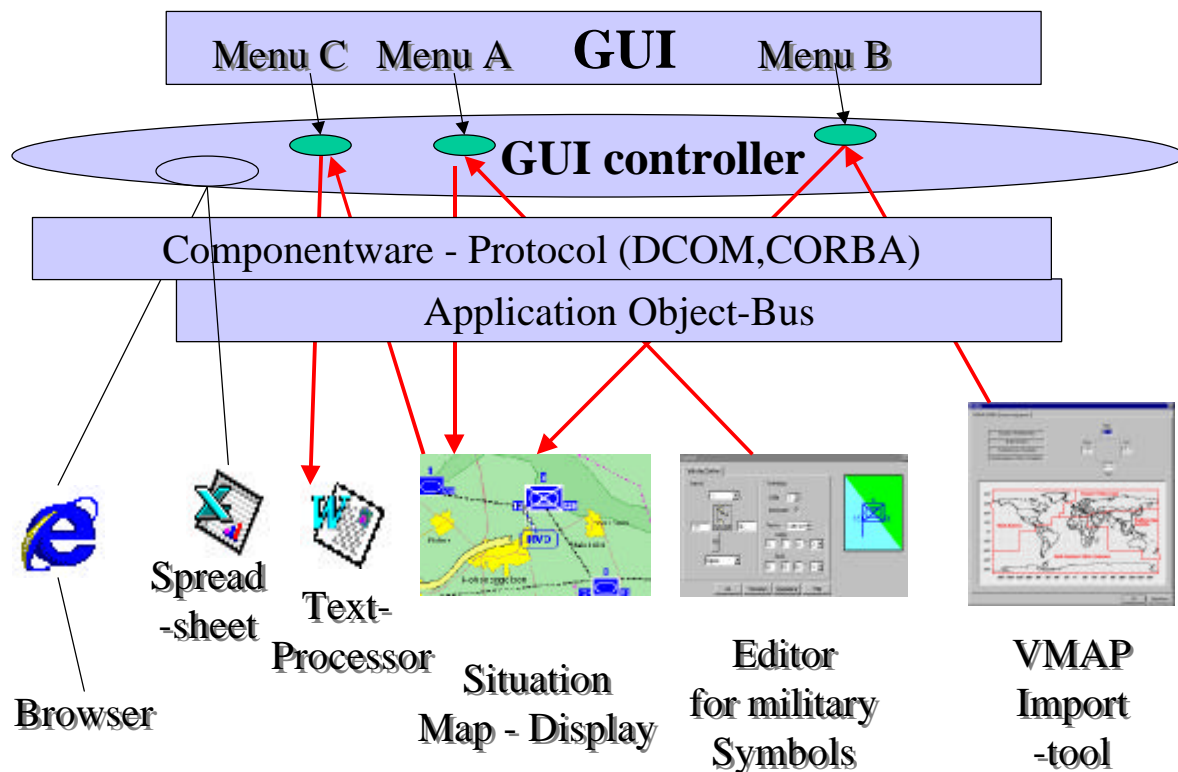 GUI
Menu C
Menu A
Menu B
GUI controller
Componentware - Protocol (DCOM,CORBA)
Application Object-Bus
Spread
-sheet
Text-
Processor
Situation
Map - Display
Editor
for military
Symbols
VMAP
Import
-tool
Browser